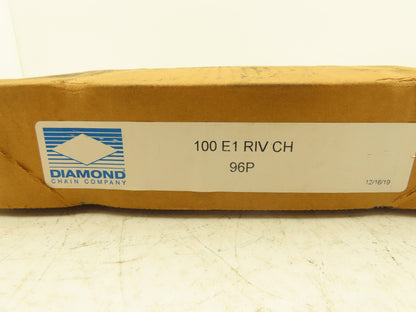 100 E1 RIV CH
96P
DIAMOND
CHAIN COMPANY
12/16/19